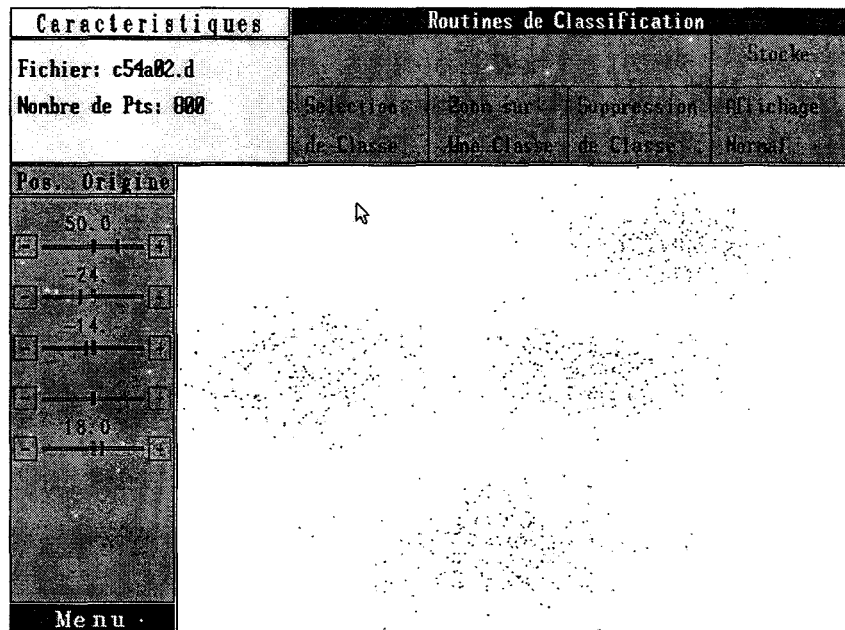 Caracteristiques
Fichier: c54a02.d
Nombre de Pts: 800
Routines de Classification
Stocke
Selection de Classe
Zoom sur Une Classe
Suppression de Classe
Affichage Normal
Pos. Origine
-50.0
-24.
-14.
18.0
Menu